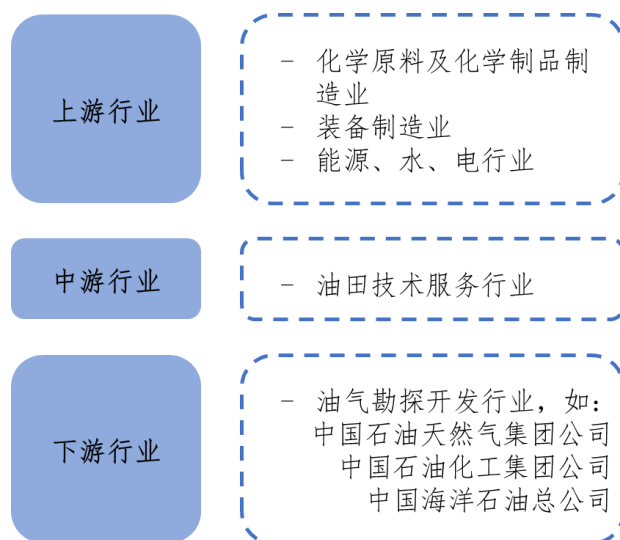 上游行业
- 化学原料及化学制品制
造业
- 装备制造业
- 能源、水、电行业
中游行业
- 油田技术服务行业
下游行业
- 油气勘探开发行业，如：
中国石油天然气集团公司
中国石油化工集团公司
中国海洋石油总公司